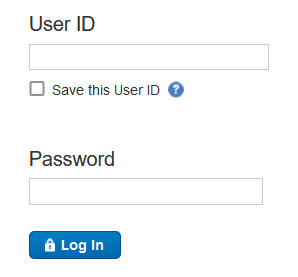 User ID
Save this User ID ?
Password
Log In